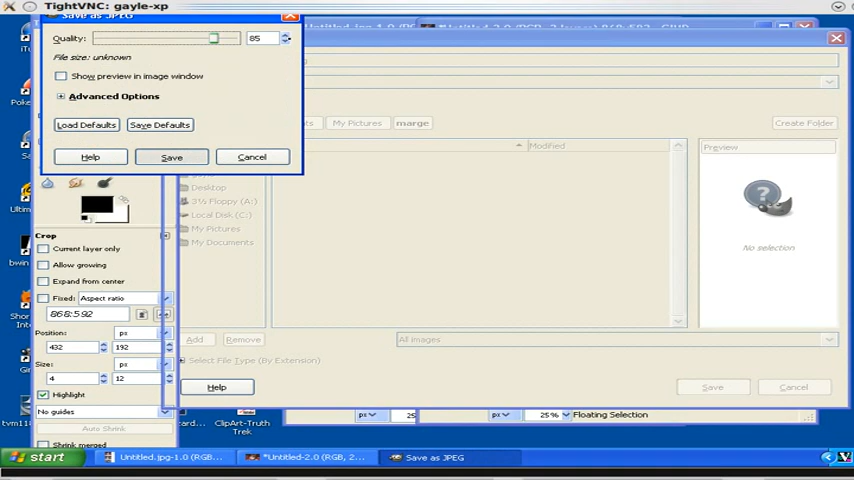 TightVNC: gayle-xp
Save as JPEG
Quality: 85
File size: unknown
Show preview in image window
Advanced Options
Load Defaults Save Defaults
Help Save Cancel
My Pictures marge Create Folder
Modified Preview
Desktop
3½ Floppy (A:)
Local Disk (C:)
My Pictures
My Documents
No selection
Crop
Current layer only
Allow growing
Expand from center
Fixed: Aspect ratio
868:592
Position: px
432 192
Size: px
4 12
Highlight
No guides
Auto Shrink
Shrink merged
Add Remove All images
Select File Type (By Extension)
Help Save Cancel
px 25 px 25% Floating Selection
ClipArt-Truth
Trek
start Untitled.jpg-1.0 (RGB... *Untitled-2.0 (RGB, 2... Save as JPEG